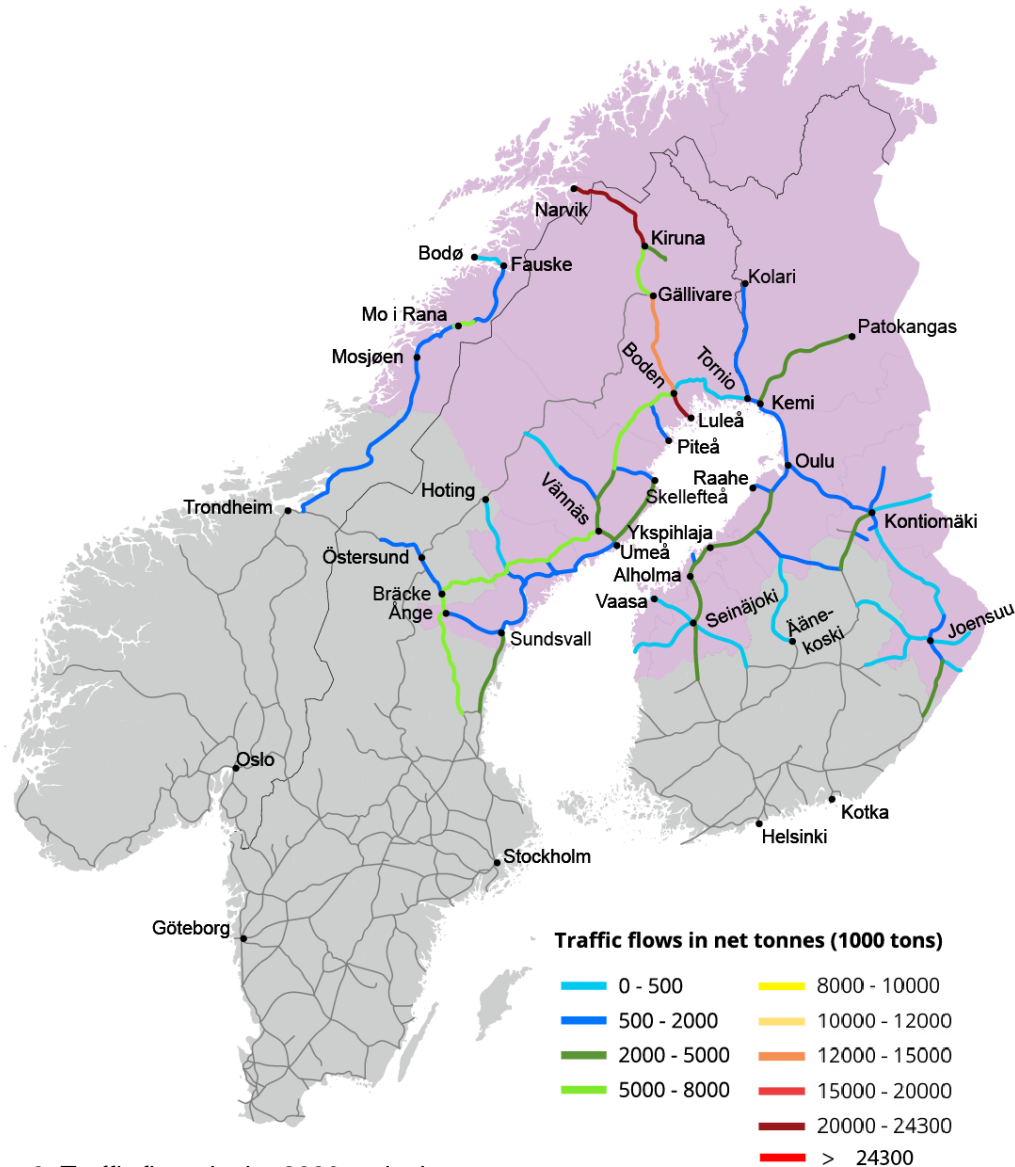 Narvik
Kiruna
Bodø
Fauske
Kolari
Gällivare
Mo i Rana
Patokangas
Mosjøen
Boden
Tornio
Kemi
Luleå
Piteå
Oulu
Raahe
Hoting
Vännäs
Skellefteå
Trondheim
Kontiomäki
Ykspihlaja
Östersund
Umeå
Alholma
Bräcke
Vaasa
Ånge
Seinäjoki
Ääne-
koski
Joensuu
Sundsvall
Oslo
Kotka
Helsinki
Stockholm
Göteborg
Traffic flows in net tonnes (1000 tons)
0 - 500
500 - 2000
2000 - 5000
5000 - 8000
8000 - 10000
10000 - 12000
12000 - 15000
15000 - 20000
20000 - 24300
> 24300